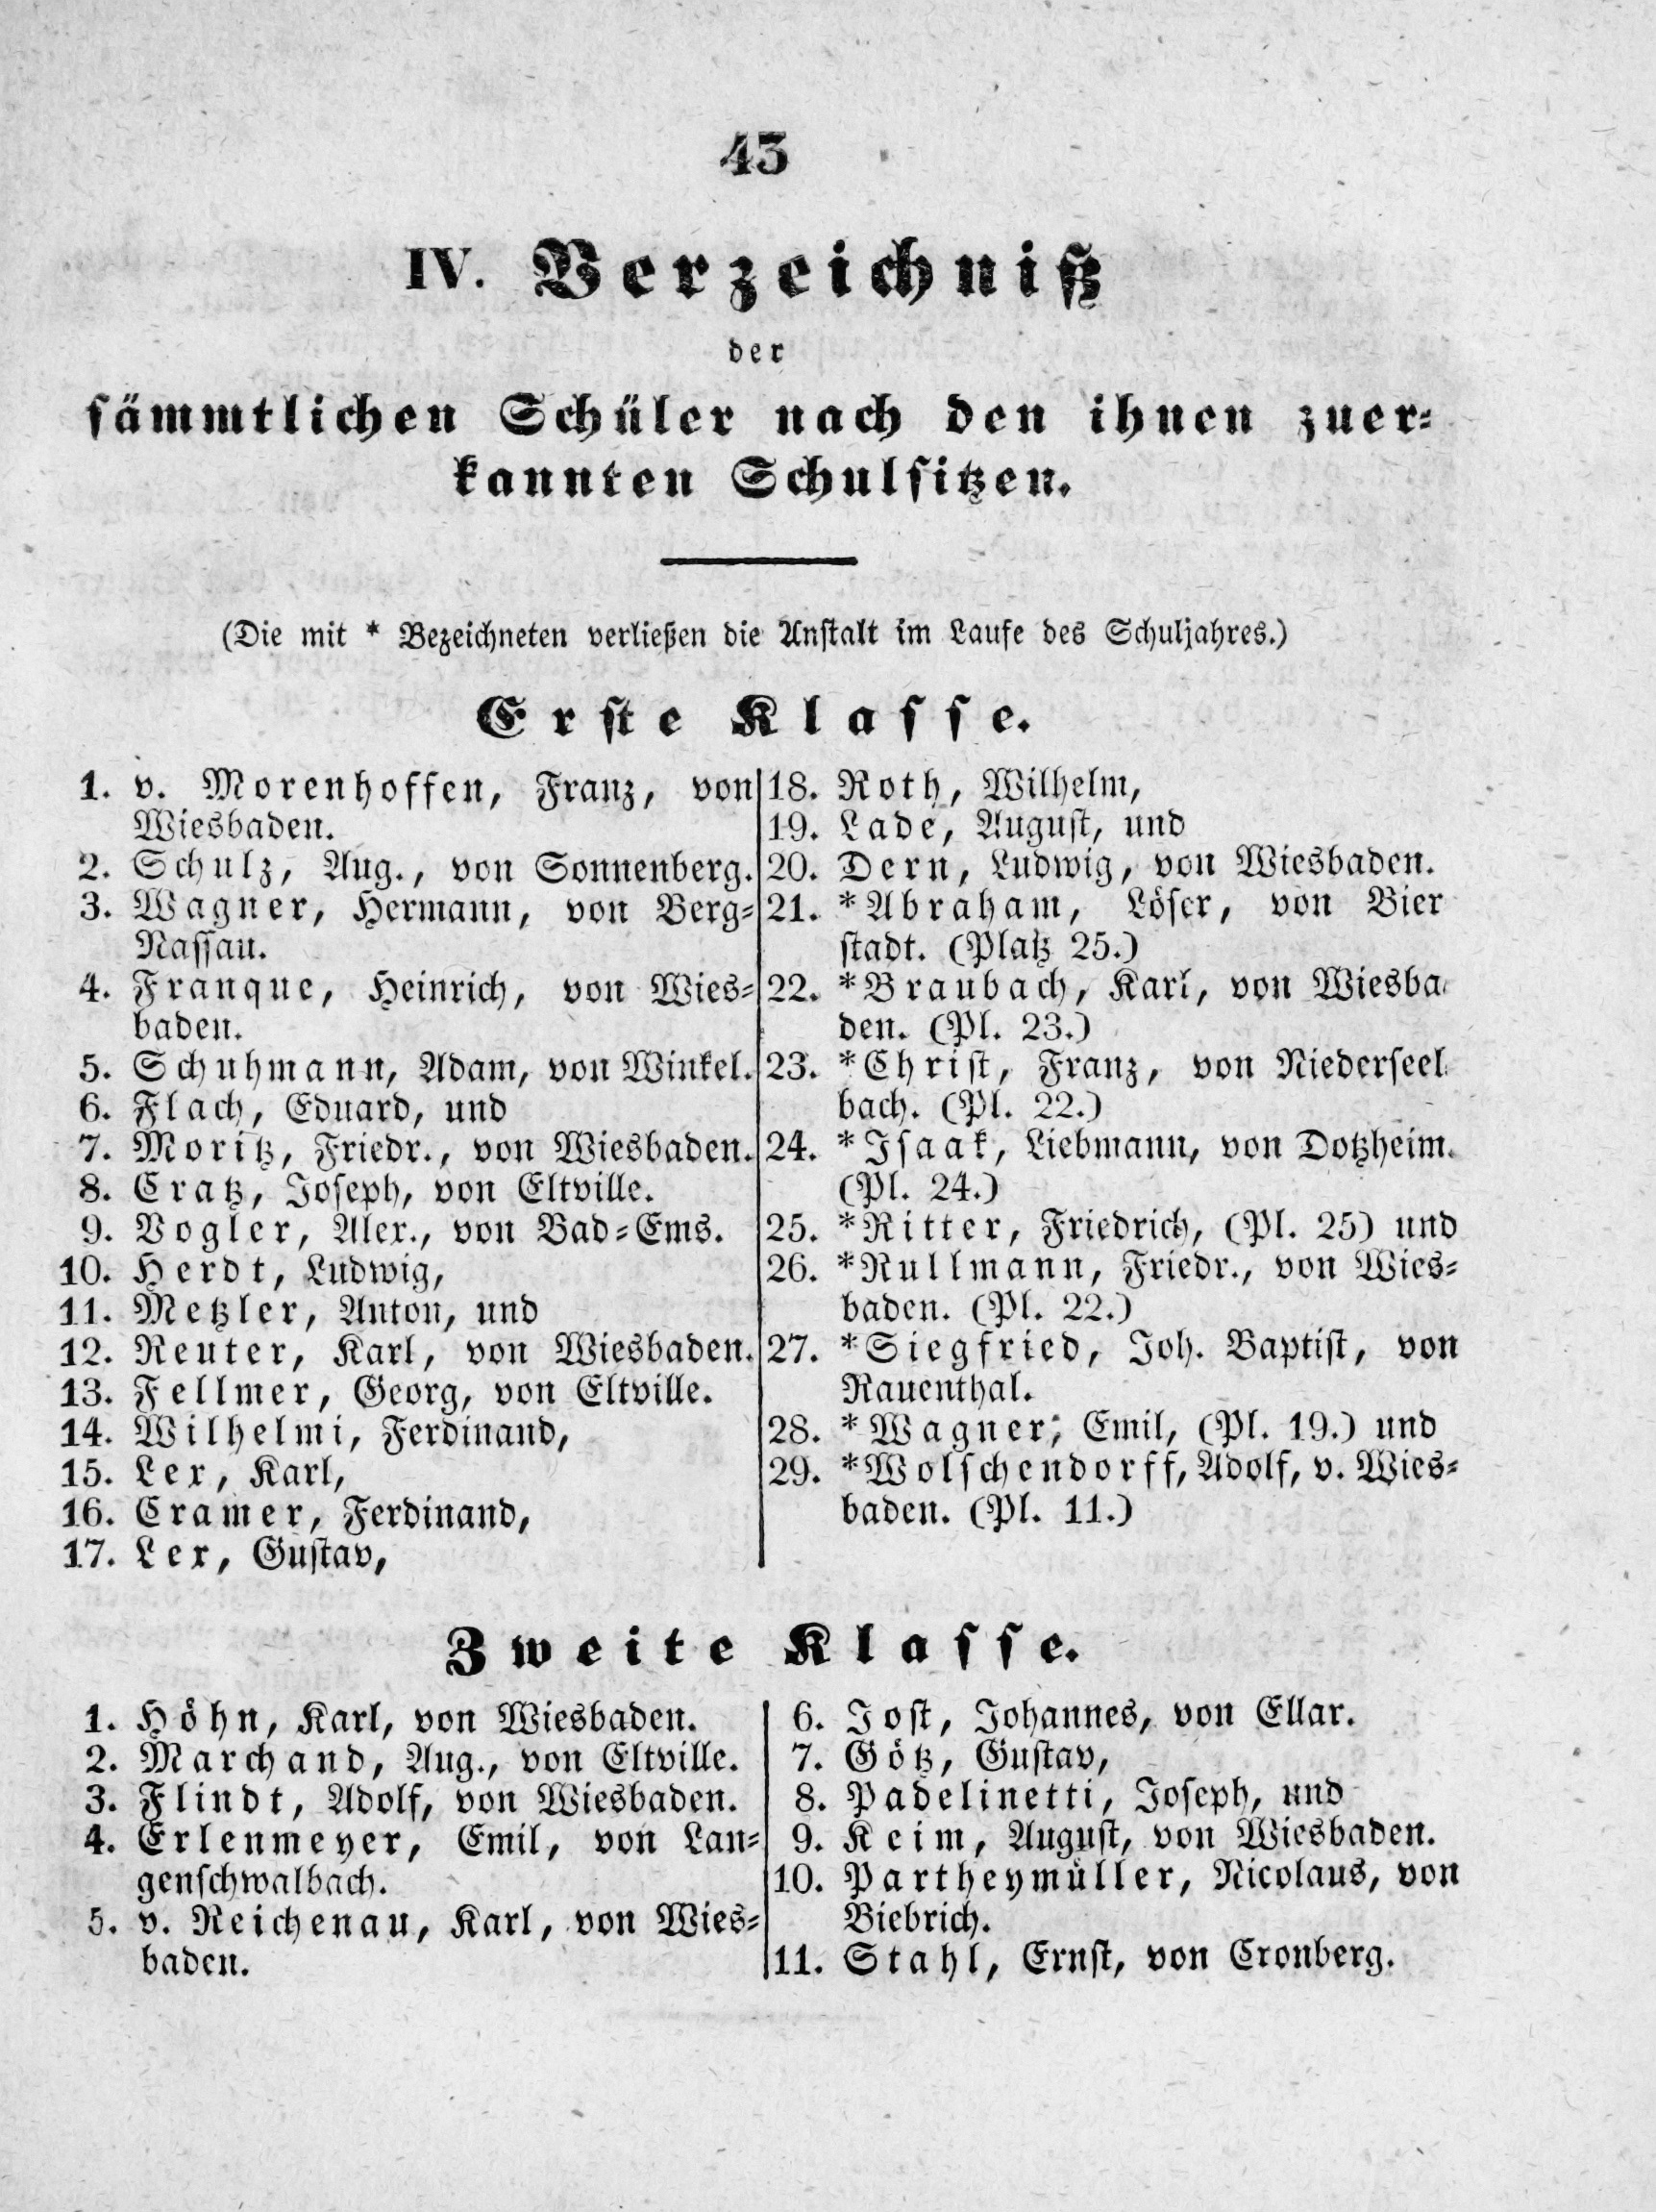 43
IV. Verzeichniß
der
sämmtlichen Schüler nach den ihnen zuer-
kannten Schulsitzen.
(Die mit * Bezeichneten verließen die Anstalt im Laufe des Schuljahres.)
Erste Klasse.
1. v. Morenhoffen, Franz, von
Wiesbaden.
2. Schulz, Aug., von Sonnenberg.
3. Wagner, Hermann, von Berg-
Nassau.
4. Franque, Heinrich, von Wies-
baden.
5. Schuhmann, Adam, von Winkel.
6. Flach, Eduard, und
7. Moritz, Friedr., von Wiesbaden.
8. Cratz, Joseph, von Eltville.
9. Vogler, Alex., von Bad-Ems.
10. Herdt, Ludwig,
11. Metzler, Anton, und
12. Reuter, Karl, von Wiesbaden.
13. Fellmer, Georg, von Eltville.
14. Wilhelmi, Ferdinand,
15. Lex, Karl,
16. Cramer, Ferdinand,
17. Lex, Gustav,
18. Roth, Wilhelm,
19. Lade, August, und
20. Dern, Ludwig, von Wiesbaden.
21. *Abraham, Löser, von Bier
stadt. (Platz 25.)
22. *Braubach, Karl, von Wiesba
den. (Pl. 23.)
23. *Christ, Franz, von Niederseel
bach. (Pl. 22.)
24. *Isaak, Liebmann, von Dotzheim.
(Pl. 24.)
25. *Ritter, Friedrich, (Pl. 25) und
26. *Rullmann, Friedr., von Wies-
baden. (Pl. 22.)
27. *Siegfried, Joh. Baptist, von
Rauenthal.
28. *Wagner, Emil, (Pl. 19.) und
29. *Wolschendorff, Adolf, v. Wies-
baden. (Pl. 11.)
Zweite Klasse.
1. Höhn, Karl, von Wiesbaden.
2. Marchand, Aug., von Eltville.
3. Flindt, Adolf, von Wiesbaden.
4. Erlenmeyer, Emil, von Lan-
genschwalbach.
5. v. Reichenau, Karl, von Wies-
baden.
6. Jost, Johannes, von Ellar.
7. Götz, Gustav,
8. Padelinetti, Joseph, und
9. Keim, August, von Wiesbaden.
10. Partheymüller, Nicolaus, von
Biebrich.
11. Stahl, Ernst, von Cronberg.